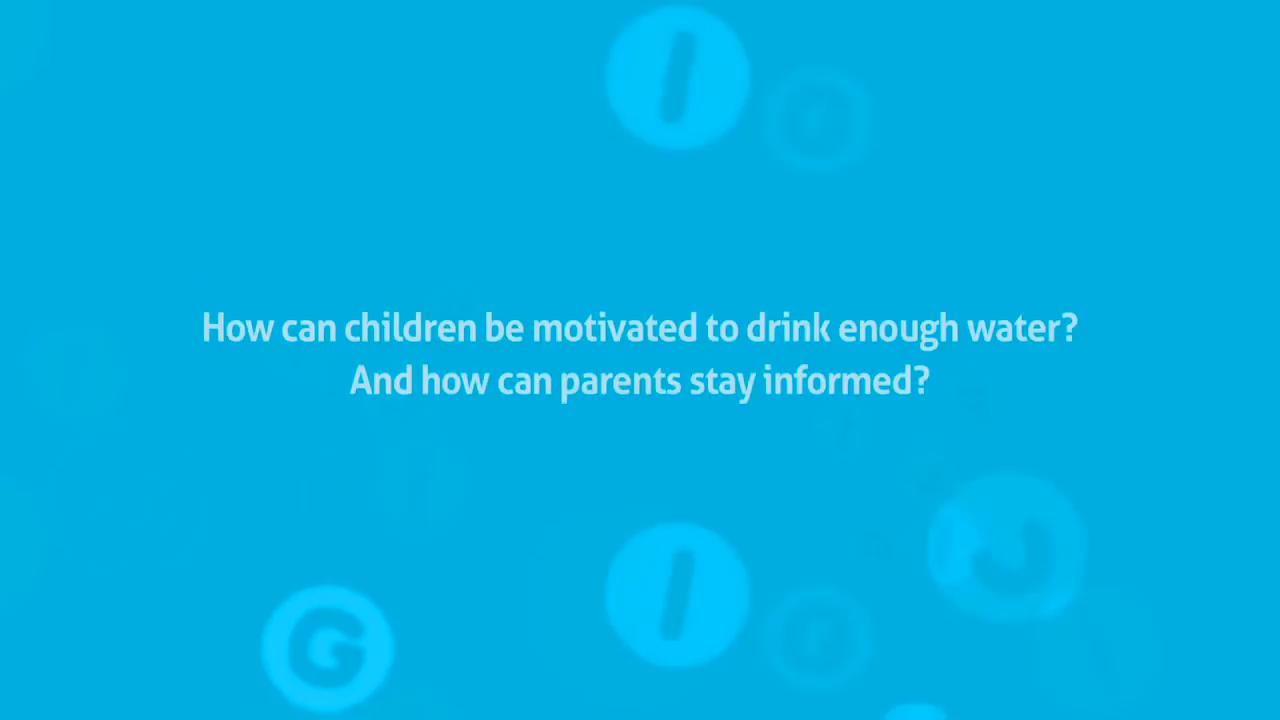 I
How can children be motivated to drink enough water?
And how can parents stay informed?
I
G